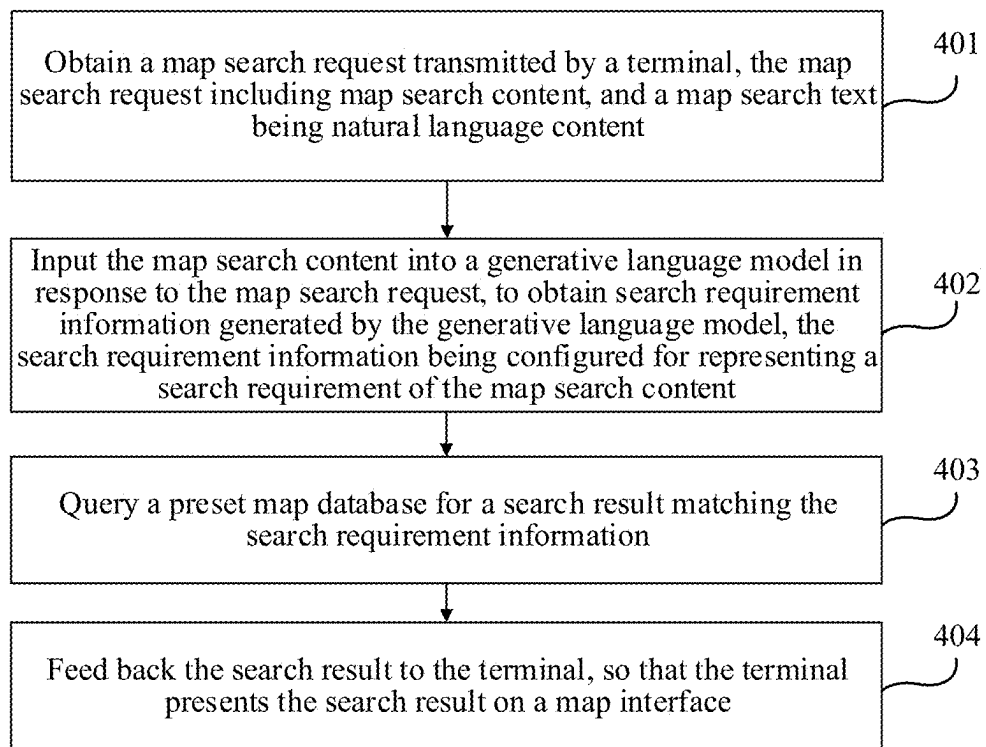 Obtain a map search request transmitted by a terminal, the map
search request including map search content, and a map search text
being natural language content
401
Input the map search content into a generative language model in
response to the map search request, to obtain search requirement
information generated by the generative language model, the
search requirement information being configured for representing a
search requirement of the map search content
402
Query a preset map database for a search result matching the
search requirement information
403
Feed back the search result to the terminal, so that the terminal
presents the search result on a map interface
404